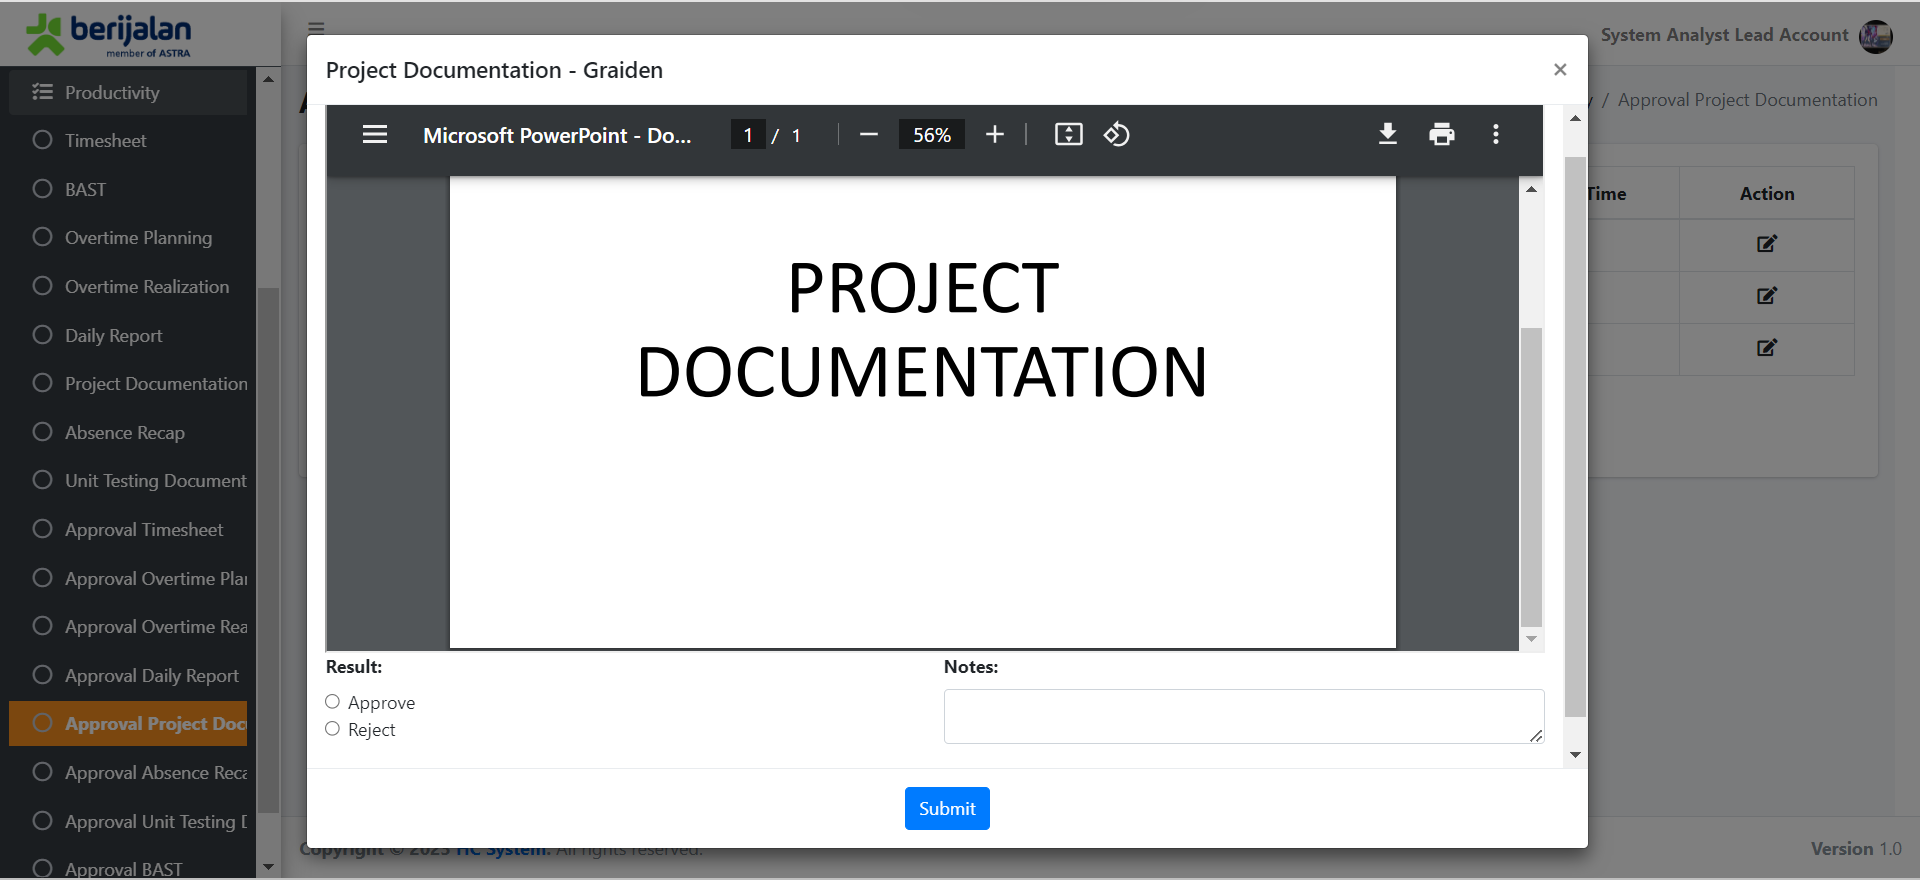 berijalan
member of ASTRA
Productivity
Timesheet
BAST
Overtime Planning
Overtime Realization
Daily Report
Project Documentation
Absence Recap
Unit Testing Document
Approval Timesheet
Approval Overtime Plan
Approval Overtime Rea
Approval Daily Report
Approval Project Doc
Approval Absence Reca
Approval Unit Testing
Approval BAST
System Analyst Lead Account
/ Approval Project Documentation
Time Action
Project Documentation - Graiden ×
Microsoft PowerPoint - Do... 1 / 1 56%
PROJECT
DOCUMENTATION
Result:
Approve
Reject
Notes:
Submit
Copyright © 2023 HC System. All rights reserved.
Version 1.0